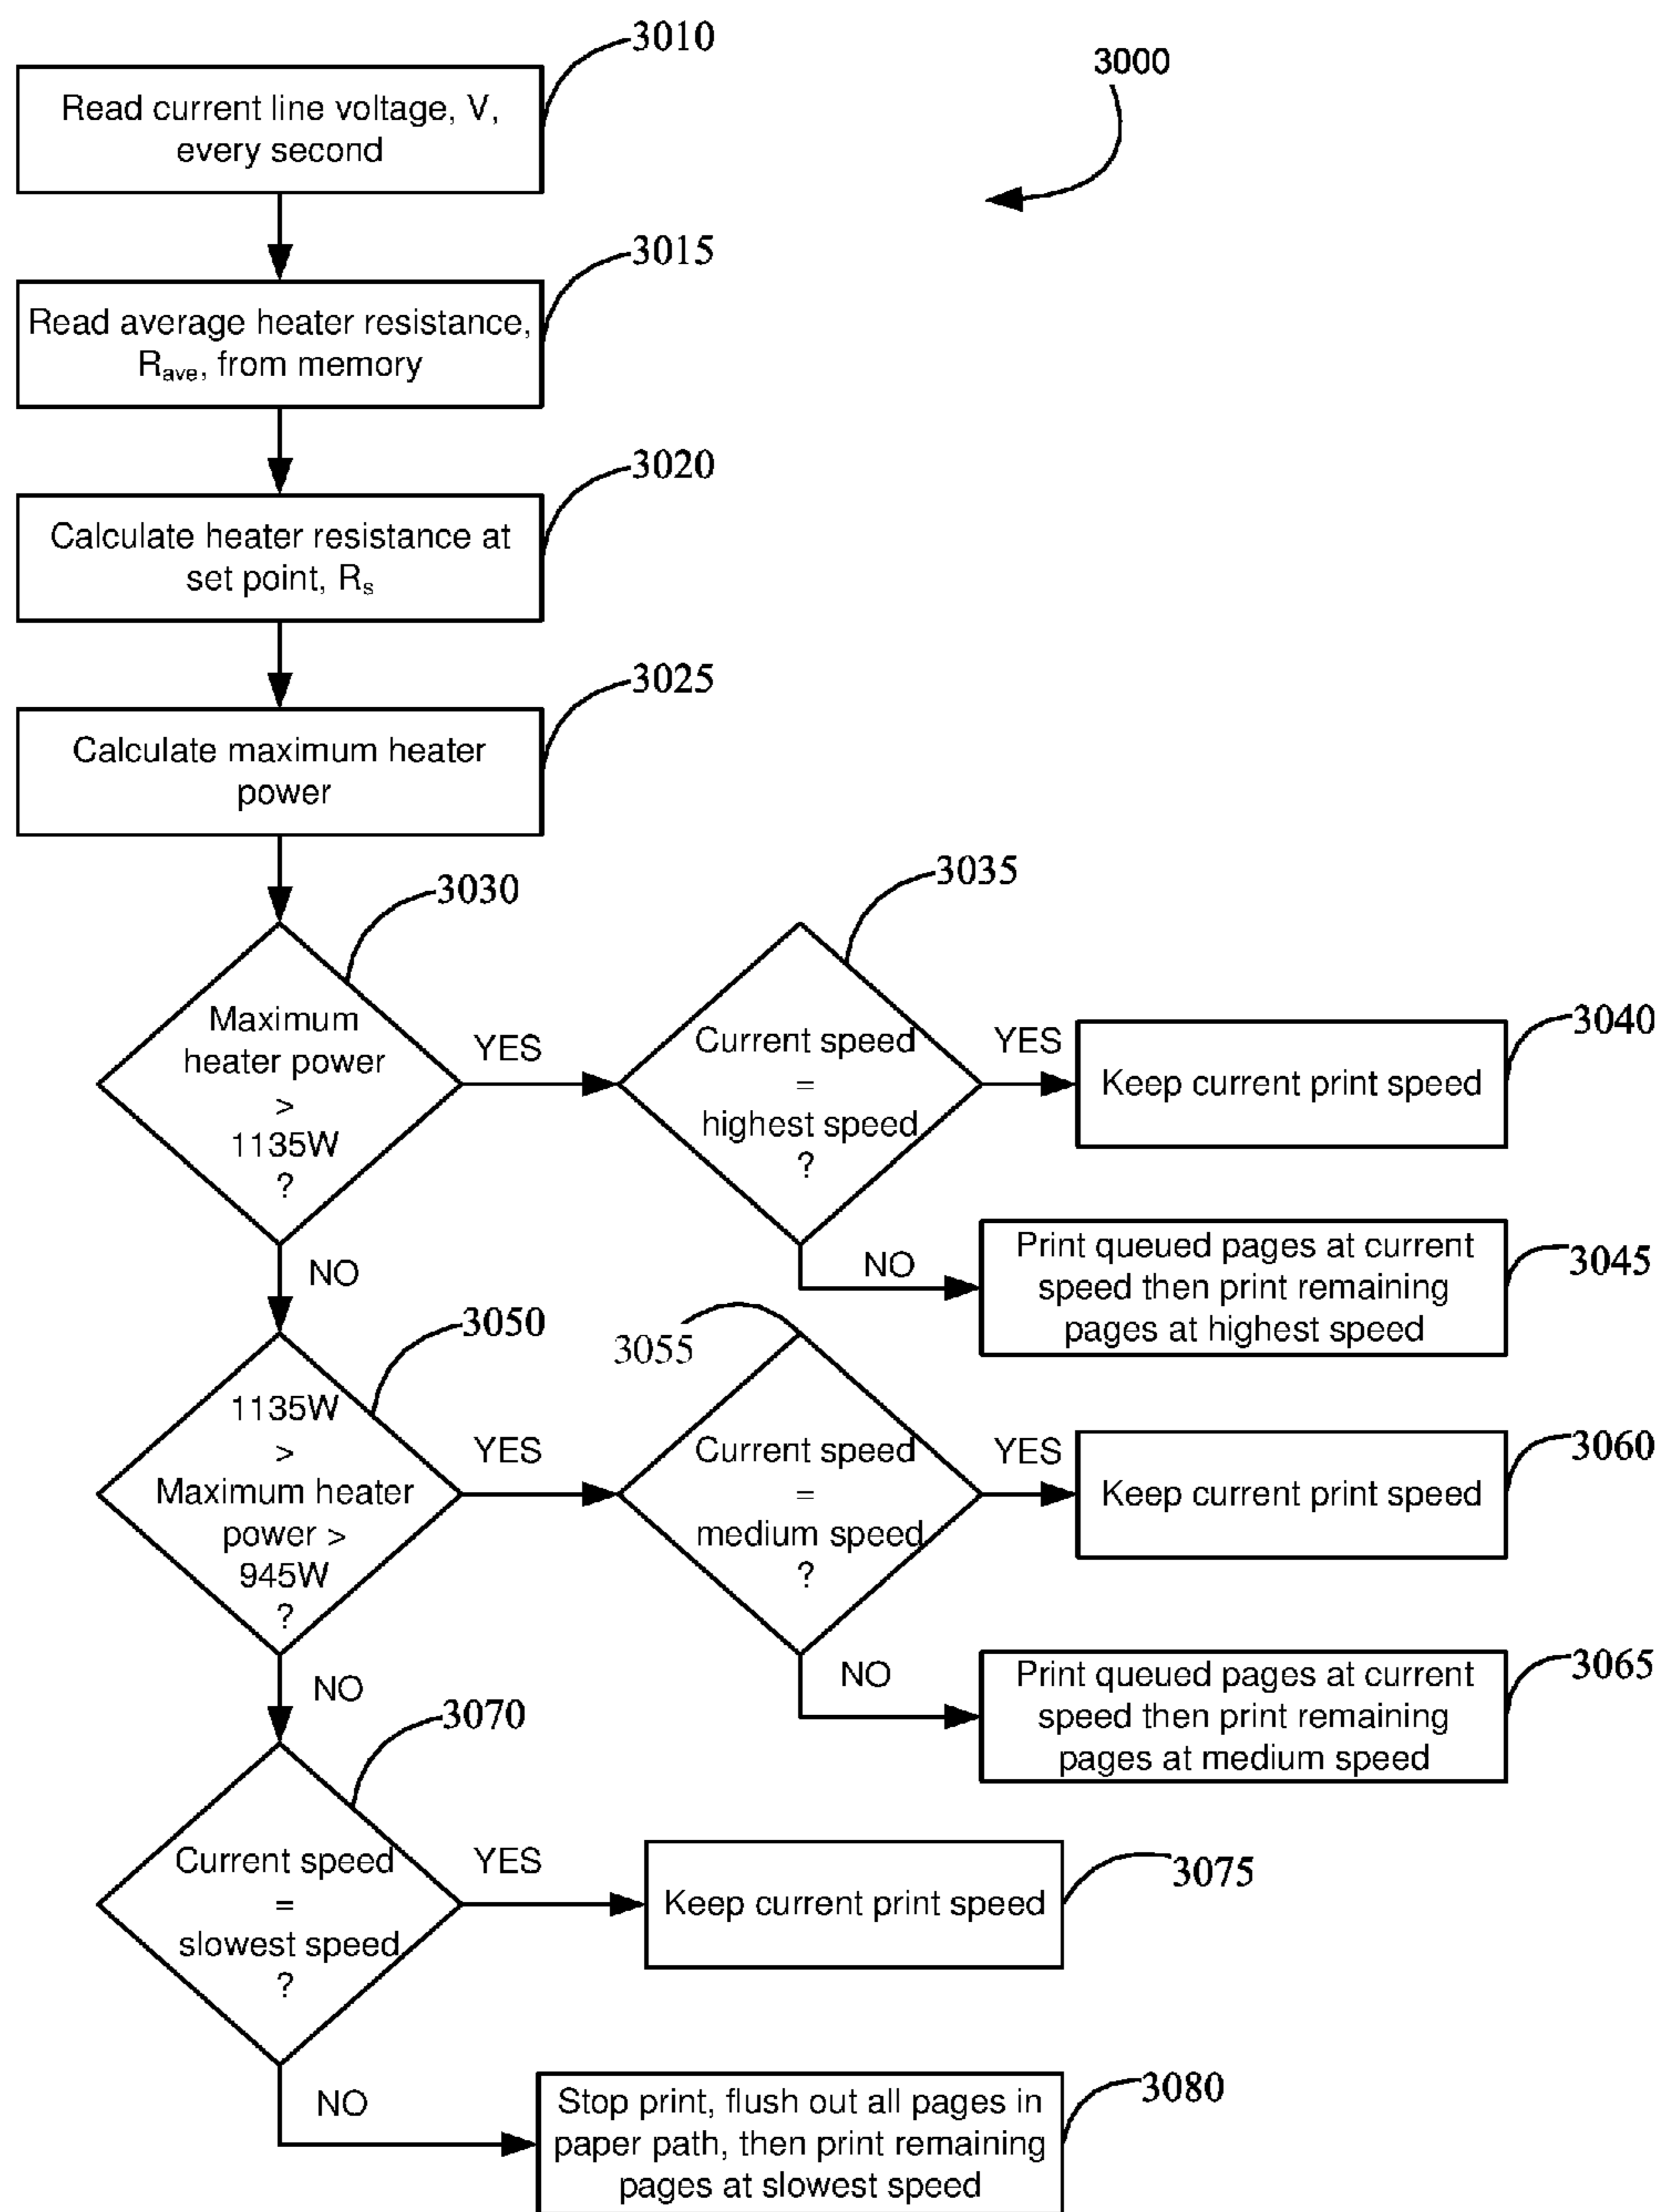 3010
3000
Read current line voltage, V,
every second
3015
Read average heater resistance,
Rave, from memory
3020
Calculate heater resistance at
set point, Rs
3025
Calculate maximum heater
power
3030
3035
Maximum
heater power
>
1135W
?
YES
Current speed
=
highest speed
?
YES
3040
Keep current print speed
NO
NO
3045
Print queued pages at current
speed then print remaining
pages at highest speed
3050
3055
1135W
>
Maximum heater
power >
945W
?
YES
Current speed
=
medium speed
?
YES
3060
Keep current print speed
NO
NO
3065
Print queued pages at current
speed then print remaining
pages at medium speed
3070
Current speed
=
slowest speed
?
YES
3075
Keep current print speed
NO
3080
Stop print, flush out all pages in
paper path, then print remaining
pages at slowest speed